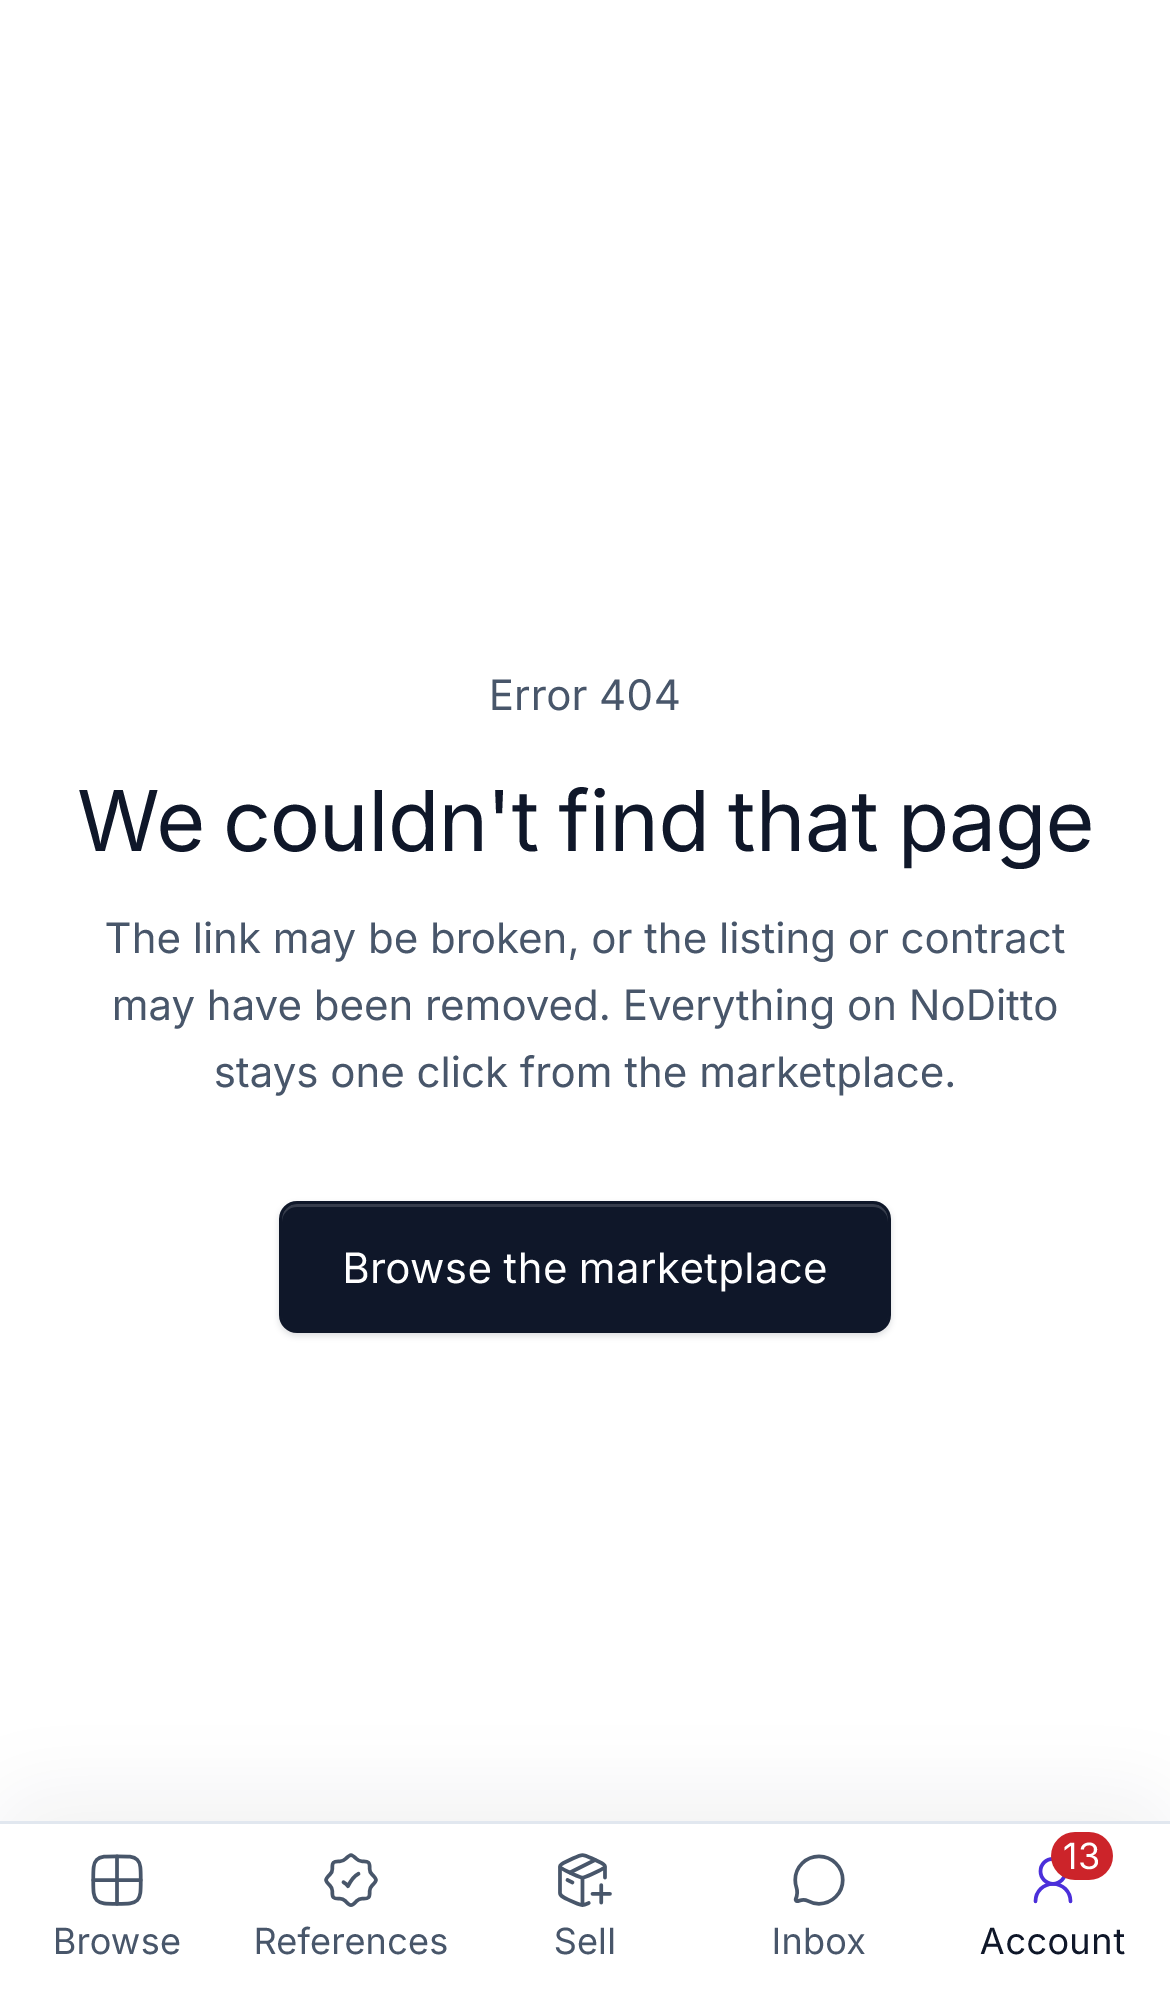 Error 404
We couldn't find that page
The link may be broken, or the listing or contract
may have been removed. Everything on NoDitto
stays one click from the marketplace.
Browse the marketplace
13
Browse
References
Sell
Inbox
Account